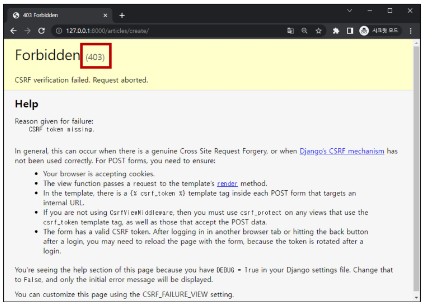 403 Forbidden
127.0.0.1:8000/articles/create/
시크릿 모드
Forbidden (403)
CSRF verification failed. Request aborted.
Help
Reason given for failure:
CSRF token missing.
In general, this can occur when there is a genuine Cross Site Request Forgery, or when Django's CSRF mechanism has
not been used correctly. For POST forms, you need to ensure:
• Your browser is accepting cookies.
• The view function passes a request to the template's render method.
• In the template, there is a {% csrf_token %} template tag inside each POST form that targets an
internal URL.
• If you are not using CsrfViewMiddleware, then you must use csrf_protect on any views that use the
csrf_token template tag, as well as those that accept the POST data.
• The form has a valid CSRF token. After logging in in another browser tab or hitting the back button
after a login, you may need to reload the page with the form, because the token is rotated after a
login.
You're seeing the help section of this page because you have DEBUG = True in your Django settings file. Change that
to False, and only the initial error message will be displayed.
You can customize this page using the CSRF_FAILURE_VIEW setting.